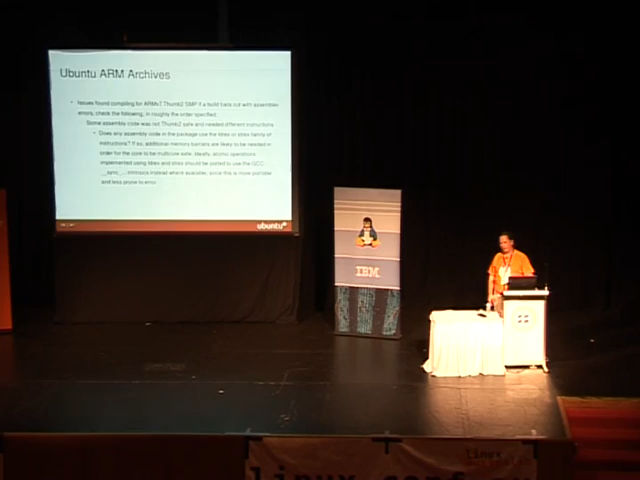 Ubuntu ARM Archives
Issues found compiling for ARMv7 Thumb2 SMP if a build bails out with assembler
errors, check the following, in roughly the order specified:
Some assembly code was not Thumb2 safe and needed different instructions
Does any assembly code in the package use the ldrex or strex family of
instructions? If so, additional memory barriers are likely to be needed in
order for the code to be multicore-safe. Ideally, atomic operations
implemented using ldrex and strex should be ported to use the GCC
__sync_... intrinsics instead where available, since this is more portable
and less prone to error.
ubuntu
IBM
linux
linux.conf.au